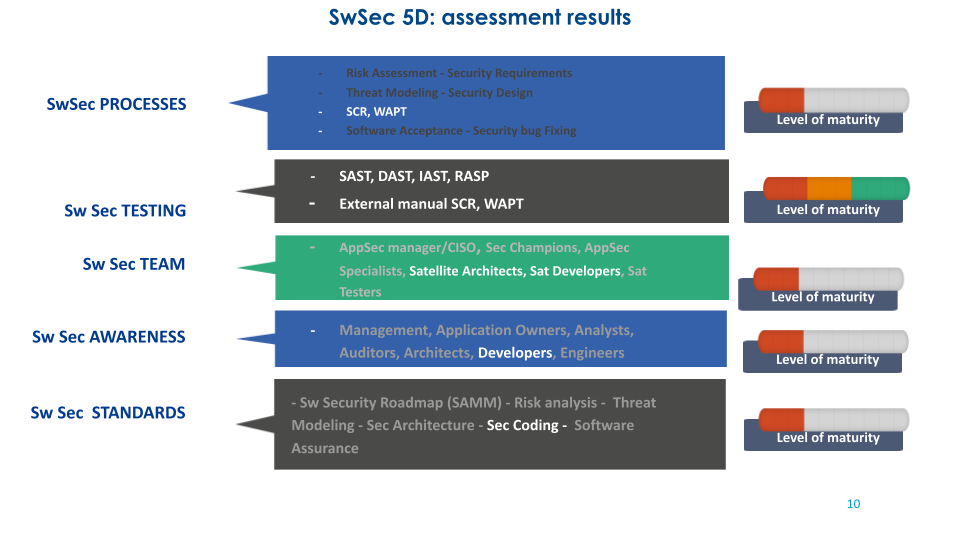 SwSec 5D: assessment results
SwSec PROCESSES
- Risk Assessment - Security Requirements
- Threat Modeling - Security Design
- SCR, WAPT
- Software Acceptance - Security bug Fixing
Level of maturity
Sw Sec TESTING
- SAST, DAST, IAST, RASP
- External manual SCR, WAPT
Level of maturity
Sw Sec TEAM
- AppSec manager/CISO, Sec Champions, AppSec
Specialists, Satellite Architects, Sat Developers, Sat
Testers
Level of maturity
Sw Sec AWARENESS
- Management, Application Owners, Analysts,
Auditors, Architects, Developers, Engineers
Level of maturity
Sw Sec STANDARDS
- Sw Security Roadmap (SAMM) - Risk analysis - Threat
Modeling - Sec Architecture - Sec Coding - Software
Assurance
Level of maturity
10